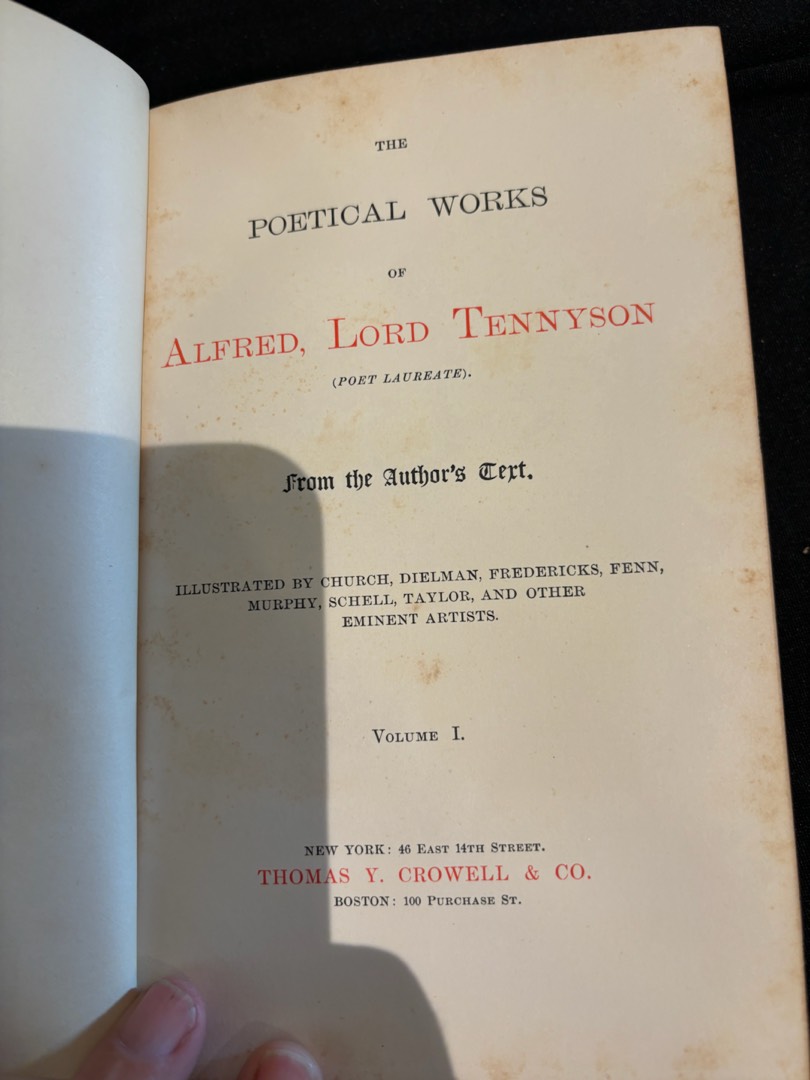 THE
POETICAL WORKS
OF
ALFRED, LORD TENNYSON
(POET LAUREATE).
From the Author's Text.
ILLUSTRATED BY CHURCH, DIELMAN, FREDERICKS, FENN,
MURPHY, SCHELL, TAYLOR, AND OTHER
EMINENT ARTISTS.
VOLUME I.
NEW YORK: 46 EAST 14TH STREET.
THOMAS Y. CROWELL & CO.
BOSTON: 100 PURCHASE ST.